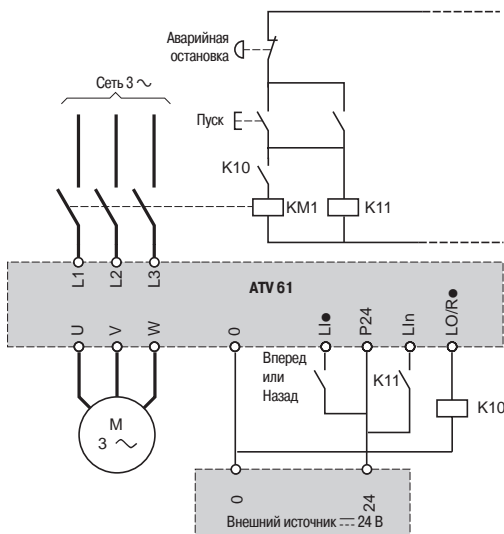 Аварийная
остановка
Сеть 3 ~
Пуск
K10
KM1
K11
L1
L2
L3
ATV 61
U
V
W
0
LI●
P24
LIn
LO/R●
Вперед
или
Назад
K11
K10
M
3 ~
0
24
Внешний источник ⎓ 24 В